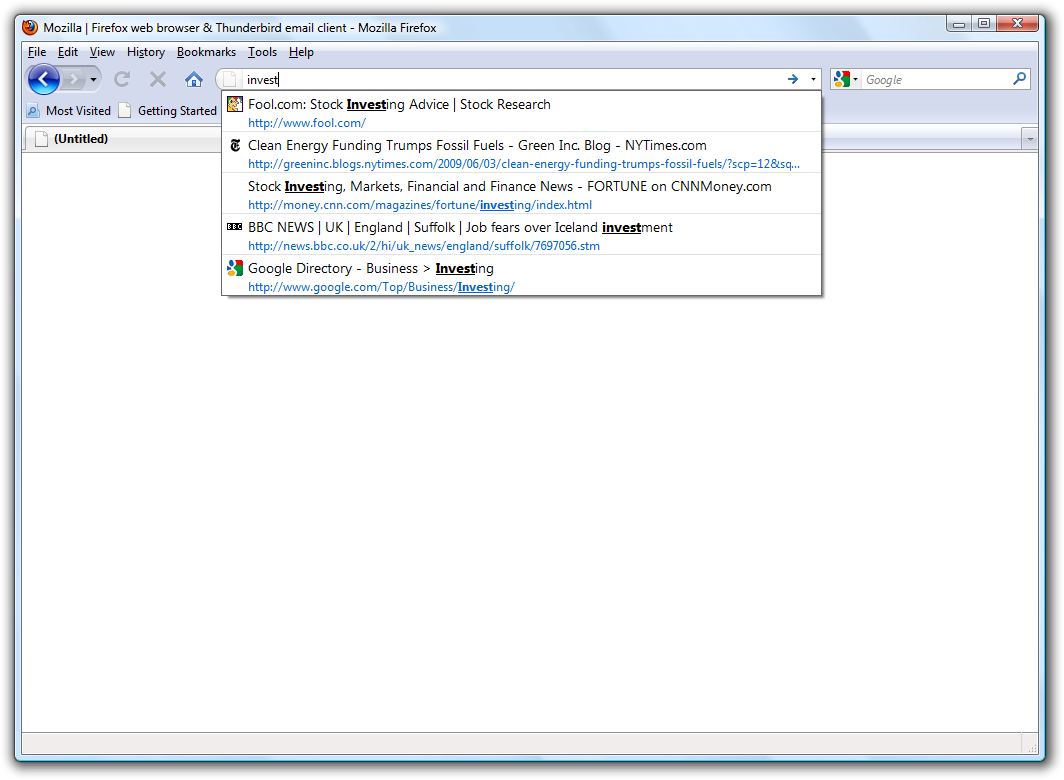 Mozilla | Firefox web browser & Thunderbird email client - Mozilla Firefox
File Edit View History Bookmarks Tools Help
invest
Google
Most Visited Getting Started
(Untitled)
Fool.com: Stock Investing Advice | Stock Research
http://www.fool.com/
Clean Energy Funding Trumps Fossil Fuels - Green Inc. Blog - NYTimes.com
http://greeninc.blogs.nytimes.com/2009/06/03/clean-energy-funding-trumps-fossil-fuels/?scp=12&sq...
Stock Investing, Markets, Financial and Finance News - FORTUNE on CNNMoney.com
http://money.cnn.com/magazines/fortune/investing/index.html
BBC BBC NEWS | UK | England | Suffolk | Job fears over Iceland investment
http://news.bbc.co.uk/2/hi/uk_news/england/suffolk/7697056.stm
Google Directory - Business > Investing
http://www.google.com/Top/Business/Investing/